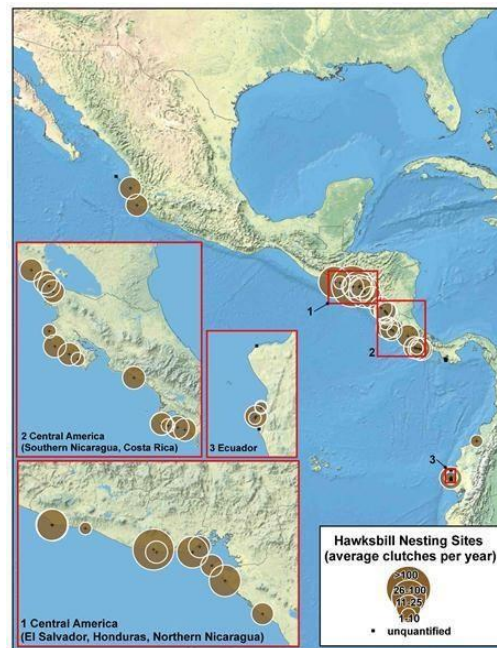 1
2
3
2 Central America
(Southern Nicaragua, Costa Rica)
3 Ecuador
1 Central America
(El Salvador, Honduras, Northern Nicaragua)
Hawksbill Nesting Sites
(average clutches per year)
>100
26-100
11-25
1-10
unquantified